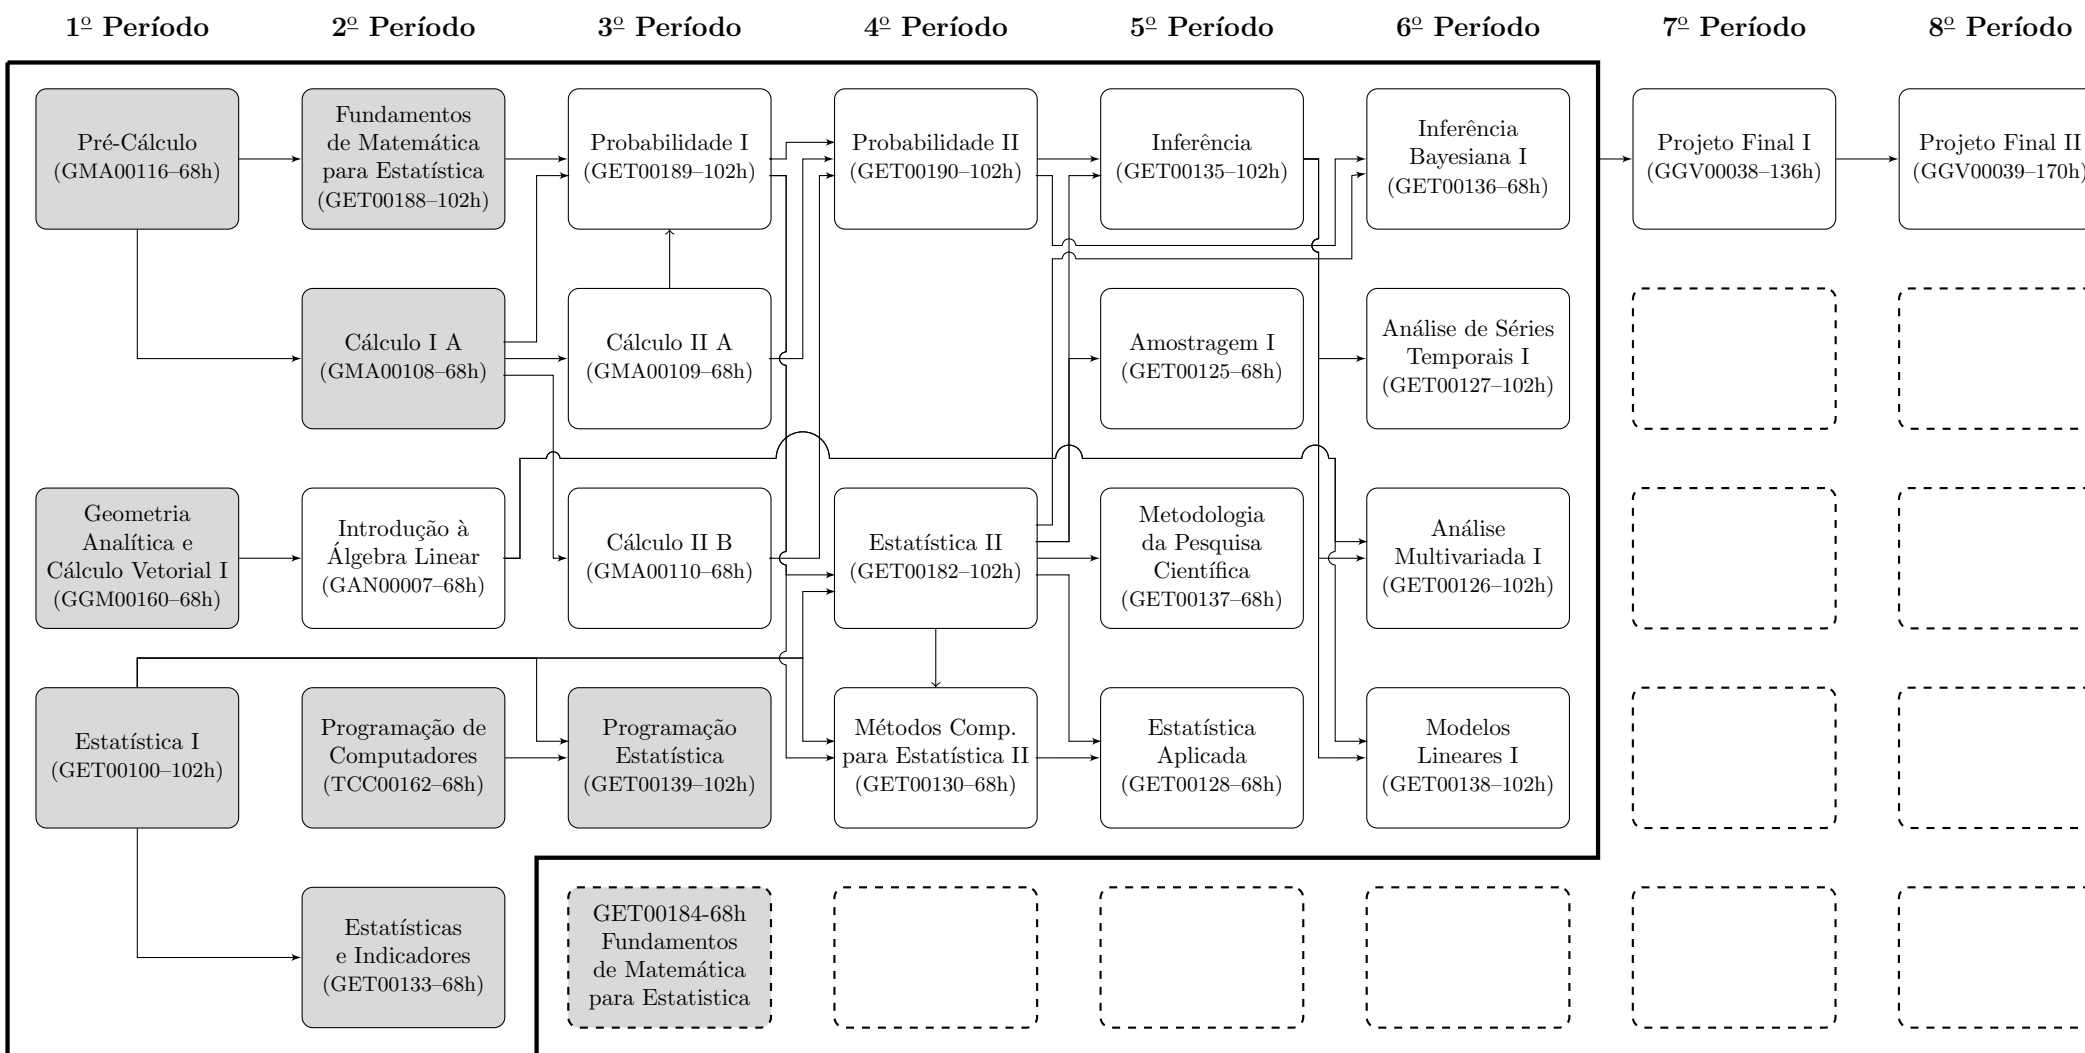 1º Período
2º Período
3º Período
4º Período
5º Período
6º Período
7º Período
8º Período
Pré-Cálculo
(GMA00116–68h)
Fundamentos
de Matemática
para Estatística
(GET00188–102h)
Probabilidade I
(GET00189–102h)
Probabilidade II
(GET00190–102h)
Inferência
(GET00135–102h)
Inferência
Bayesiana I
(GET00136–68h)
Projeto Final I
(GGV00038–136h)
Projeto Final II
(GGV00039–170h)
Cálculo I A
(GMA00108–68h)
Cálculo II A
(GMA00109–68h)
Amostragem I
(GET00125–68h)
Análise de Séries
Temporais I
(GET00127–102h)
Geometria
Analítica e
Cálculo Vetorial I
(GGM00160–68h)
Introdução à
Álgebra Linear
(GAN00007–68h)
Cálculo II B
(GMA00110–68h)
Estatística II
(GET00182–102h)
Metodologia
da Pesquisa
Científica
(GET00137–68h)
Análise
Multivariada I
(GET00126–102h)
Estatística I
(GET00100–102h)
Programação de
Computadores
(TCC00162–68h)
Programação
Estatística
(GET00139–102h)
Métodos Comp.
para Estatística II
(GET00130–68h)
Estatística
Aplicada
(GET00128–68h)
Modelos
Lineares I
(GET00138–102h)
Estatísticas
e Indicadores
(GET00133–68h)
GET00184-68h
Fundamentos
de Matemática
para Estatistica